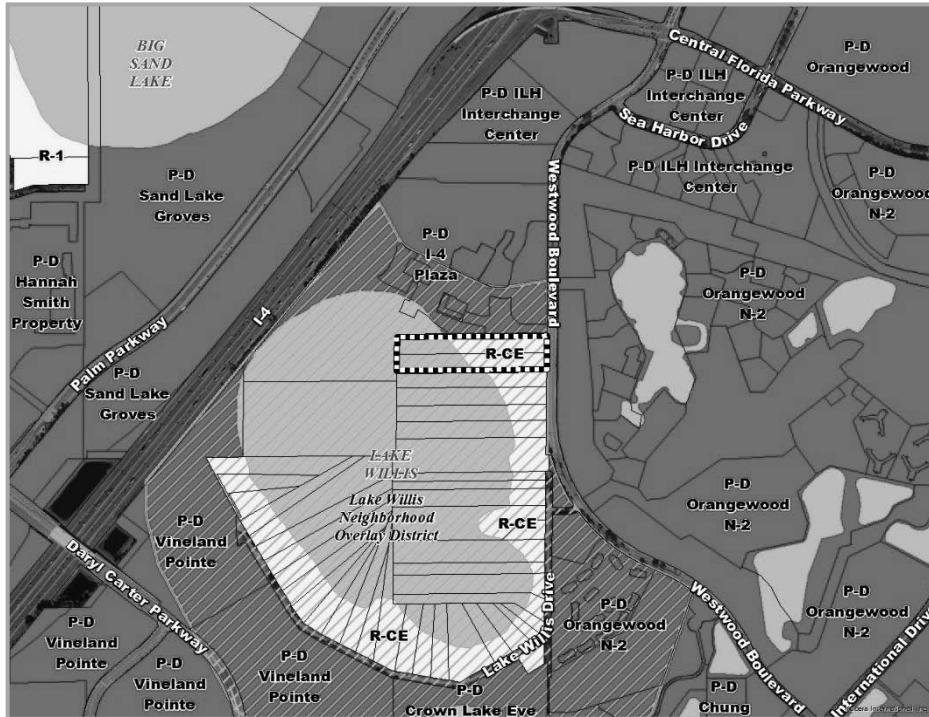 BIG
SAND
LAKE
P-D
Orangewood
Central Florida Parkway
P-D ILH
Interchange
Center
P-D ILH
Interchange
Center
Sea Harbor Drive
R-1
P-D
Sand Lake
Groves
P-D ILH Interchange
Center
P-D
Orangewood
N-2
Westwood Boulevard
P-D
Hannah
Smith
Property
P-D
I-4
Plaza
P-D
Orangewood
N-2
I-4
Palm Parkway
R-CE
P-D
Sand Lake
Groves
LAKE
WILLIS
Lake Willis
Neighborhood
Overlay District
R-CE
P-D
Orangewood
N-2
P-D
Vineland
Pointe
Daryl Carter Parkway
Lake Willis Drive
P-D
Orangewood
N-2
Westwood Boulevard
P-D
Orangewood
N-2
International Drive
R-CE
P-D
Vineland
Pointe
P-D
Vineland
Pointe
P-D
Vineland
Pointe
P-D
Crown Lake Eve
P-D
Chung